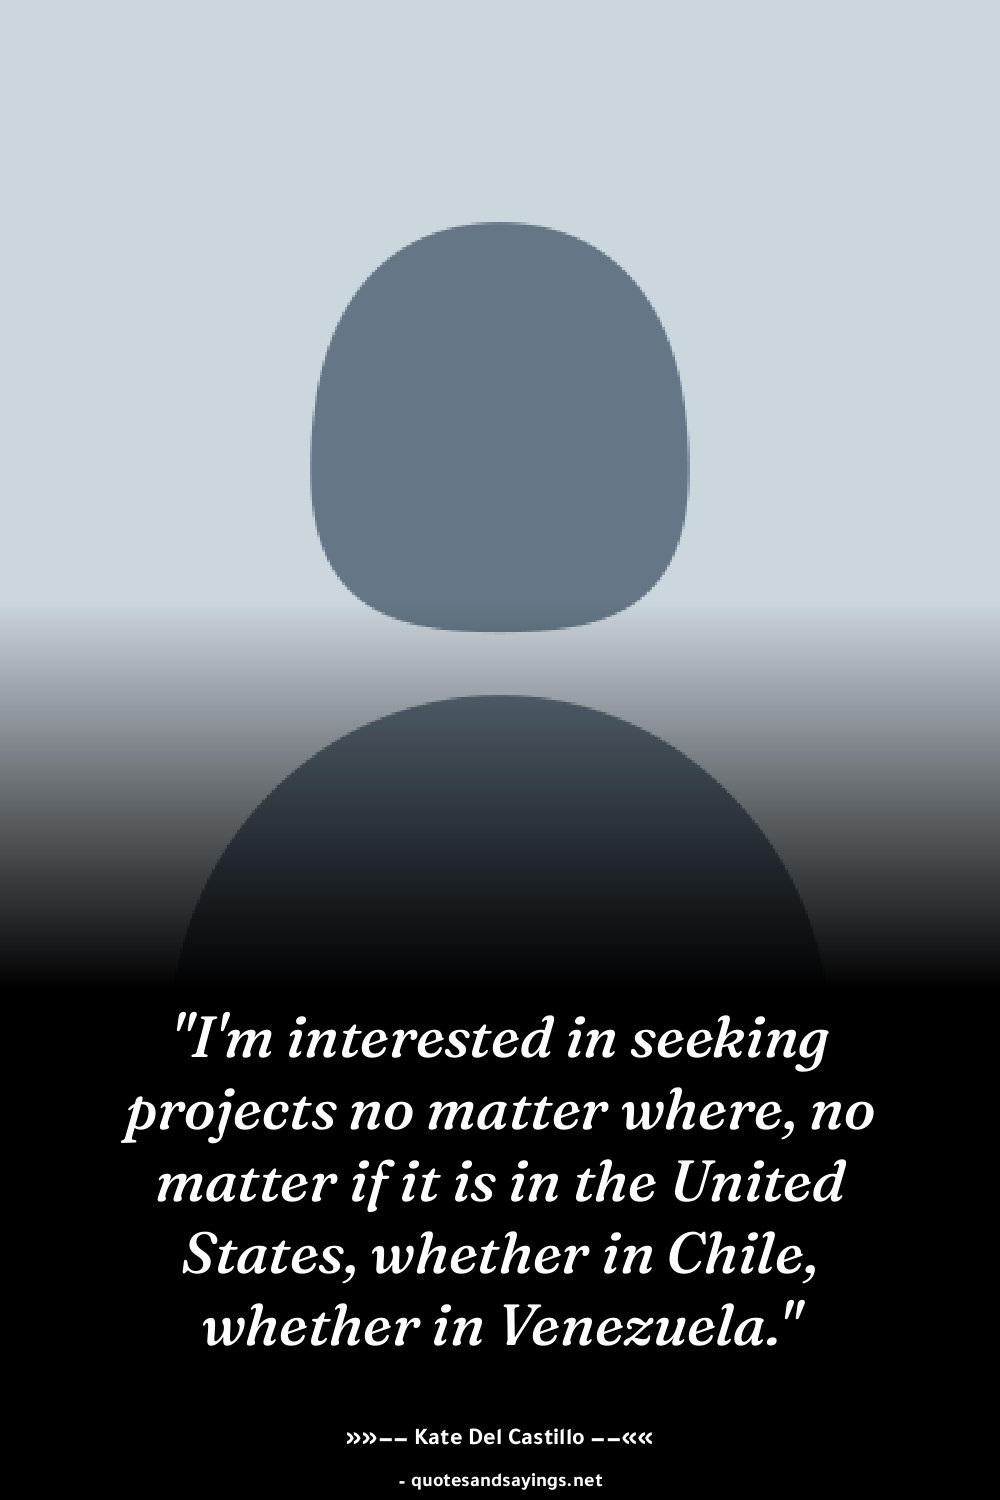 "I'm interested in seeking
projects no matter where, no
matter if it is in the United
States, whether in Chile,
whether in Venezuela."
»»–– Kate Del Castillo ––««
- quotesandsayings.net